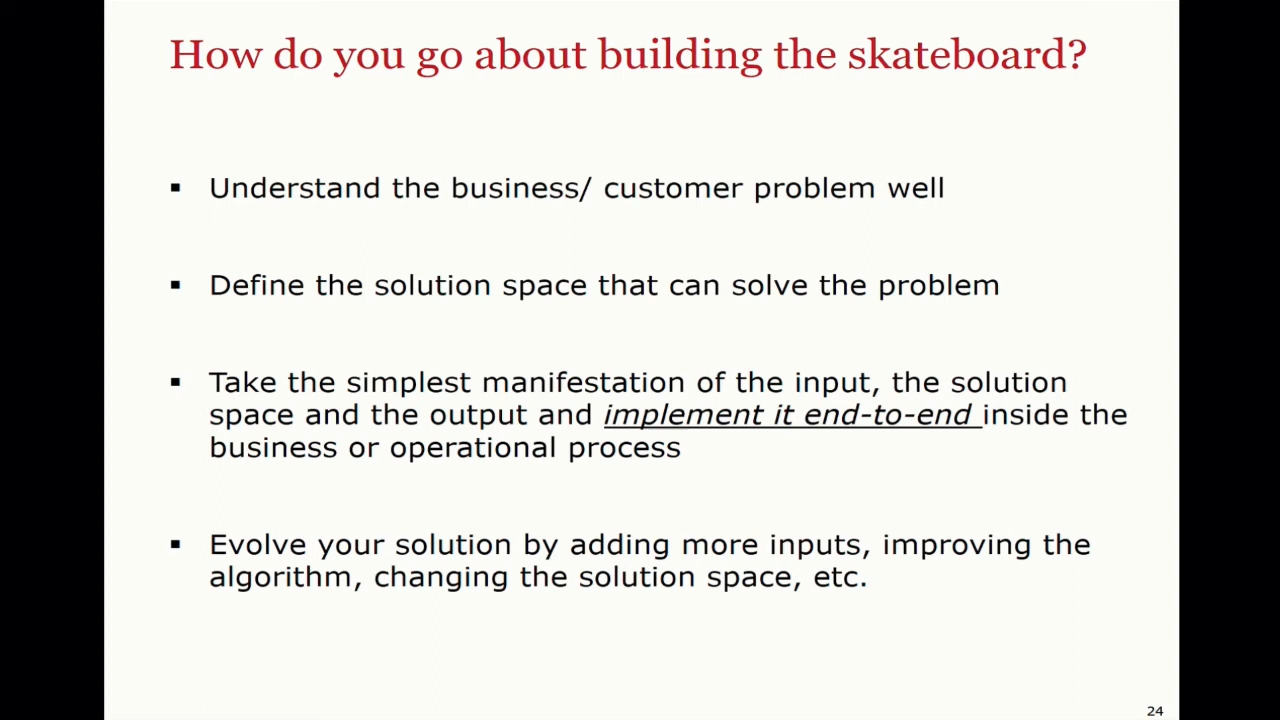 How do you go about building the skateboard?
▪ Understand the business/ customer problem well
▪ Define the solution space that can solve the problem
▪ Take the simplest manifestation of the input, the solution
space and the output and implement it end-to-end inside the
business or operational process
▪ Evolve your solution by adding more inputs, improving the
algorithm, changing the solution space, etc.
24